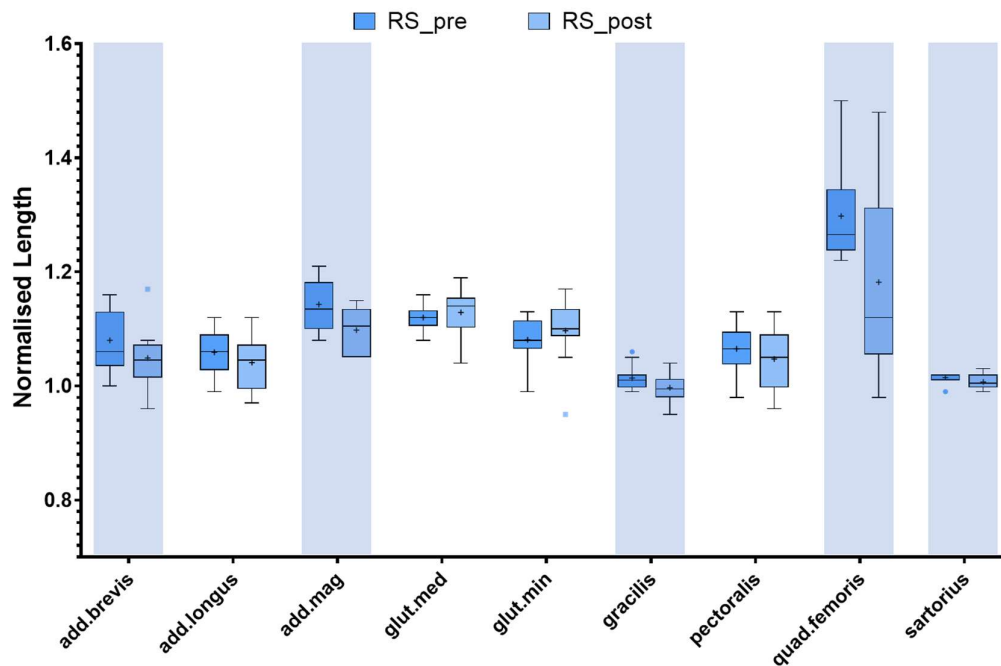 RS_pre RS_post
Normalised Length
1.6
1.4
1.2
1.0
0.8
add.brevis
add.longus
add.mag
glut.med
glut.min
gracilis
pectoralis
quad.femoris
sartorius